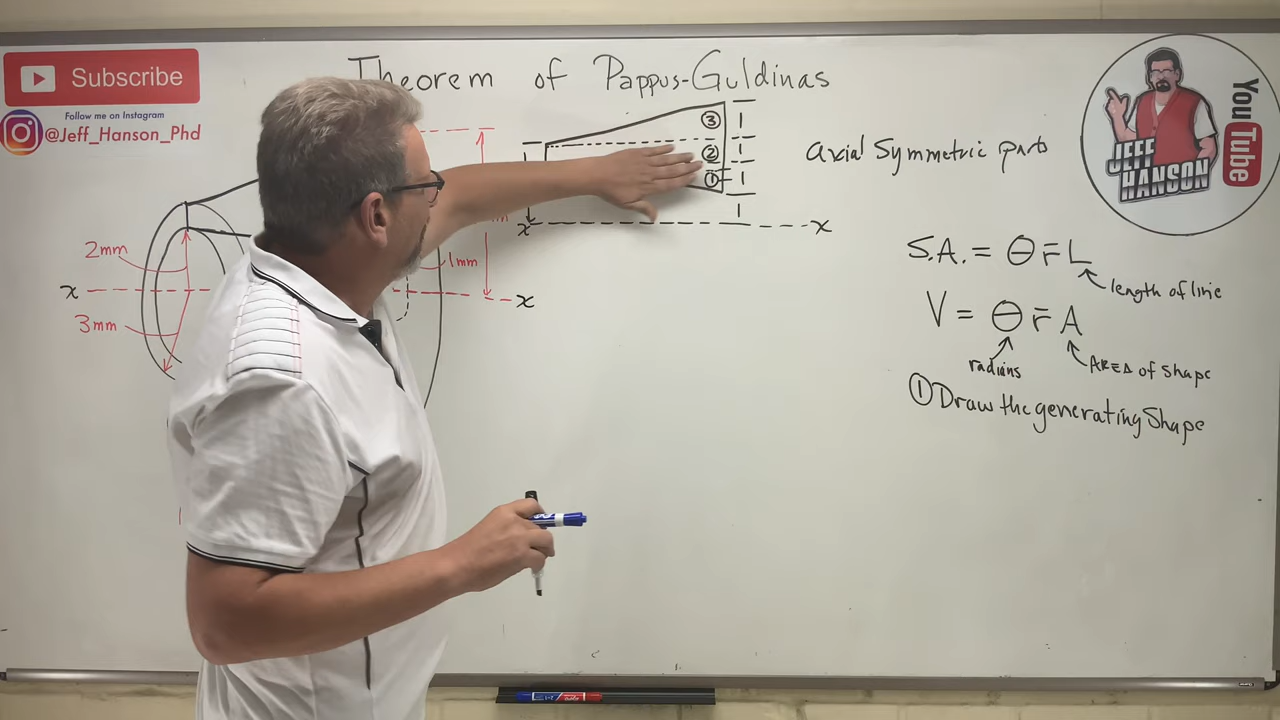 Subscribe
Follow me on Instagram
@Jeff_Hanson_Phd
Theorem of Pappus-Guldinas
③
②
①
1
1
1
1
x
x
Axial Symmetric parts
2mm
3mm
1mm
x
x
S.A. = θ r̄ L
length of line
V = θ r̄ A
radians
AREA of Shape
① Draw the generating Shape
JEFF
HANSON
YouTube